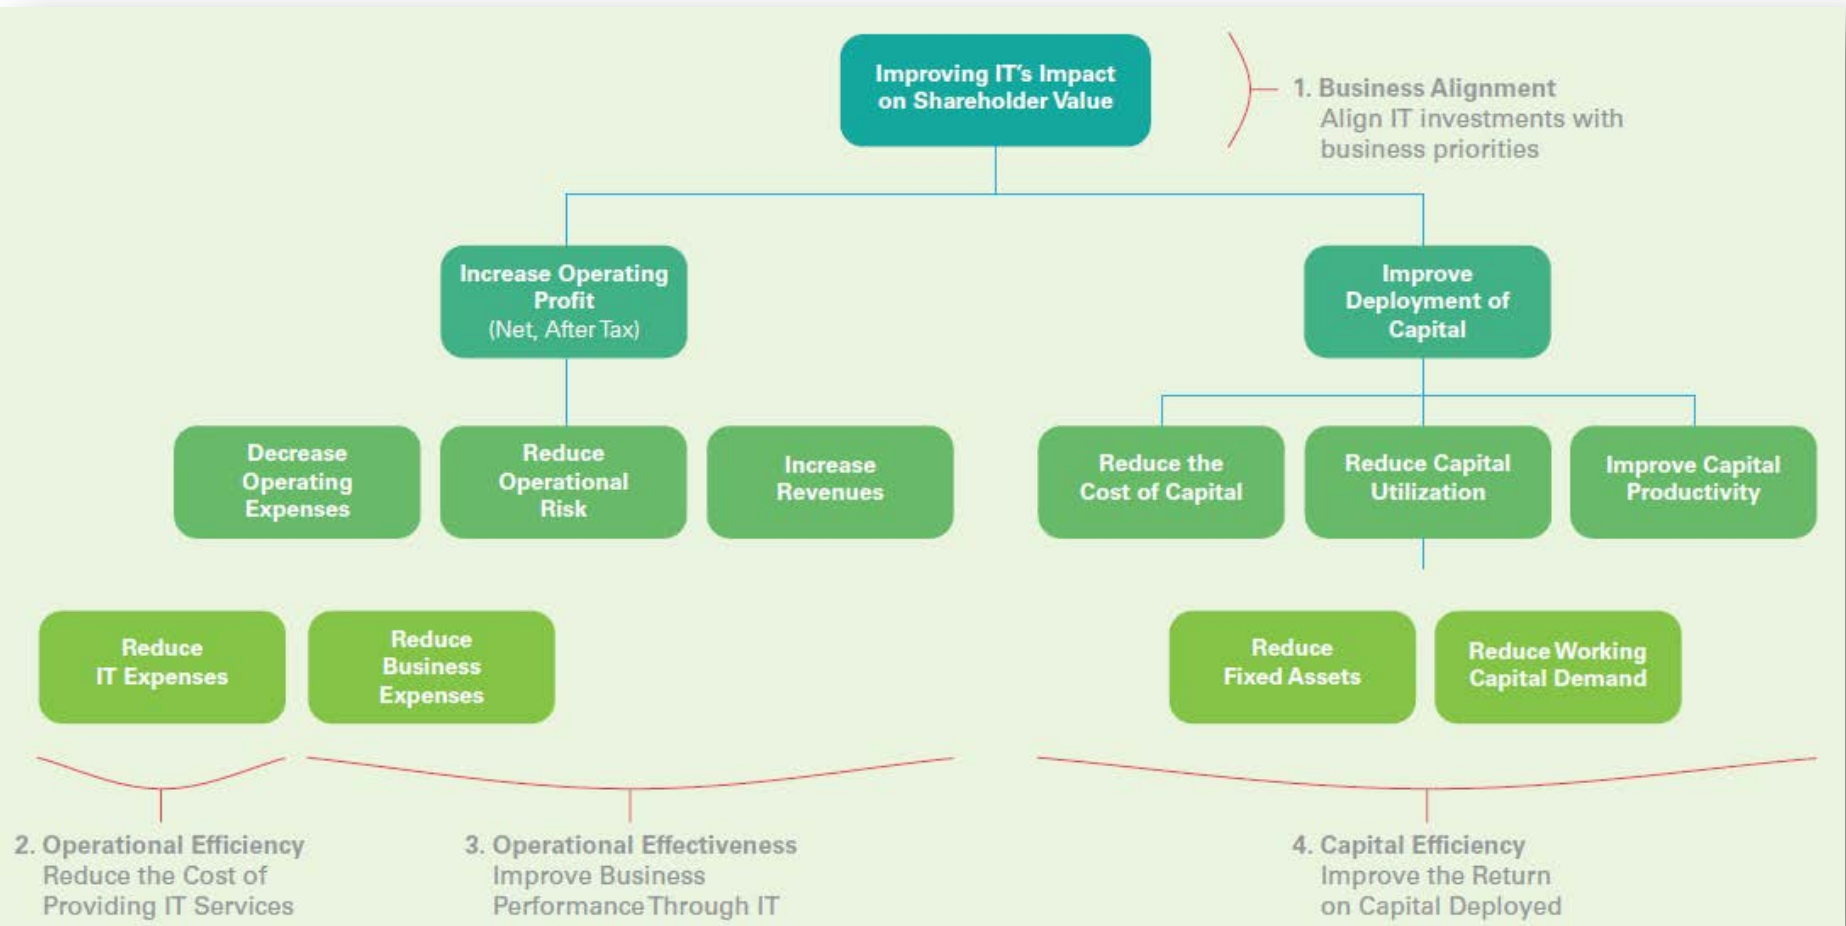 Improving IT's Impact
on Shareholder Value
1. Business Alignment
Align IT investments with
business priorities
Increase Operating
Profit
(Net, After Tax)
Improve
Deployment of
Capital
Decrease
Operating
Expenses
Reduce
Operational
Risk
Increase
Revenues
Reduce the
Cost of Capital
Reduce Capital
Utilization
Improve Capital
Productivity
Reduce
IT Expenses
Reduce
Business
Expenses
Reduce
Fixed Assets
Reduce Working
Capital Demand
2. Operational Efficiency
Reduce the Cost of
Providing IT Services
3. Operational Effectiveness
Improve Business
Performance Through IT
4. Capital Efficiency
Improve the Return
on Capital Deployed